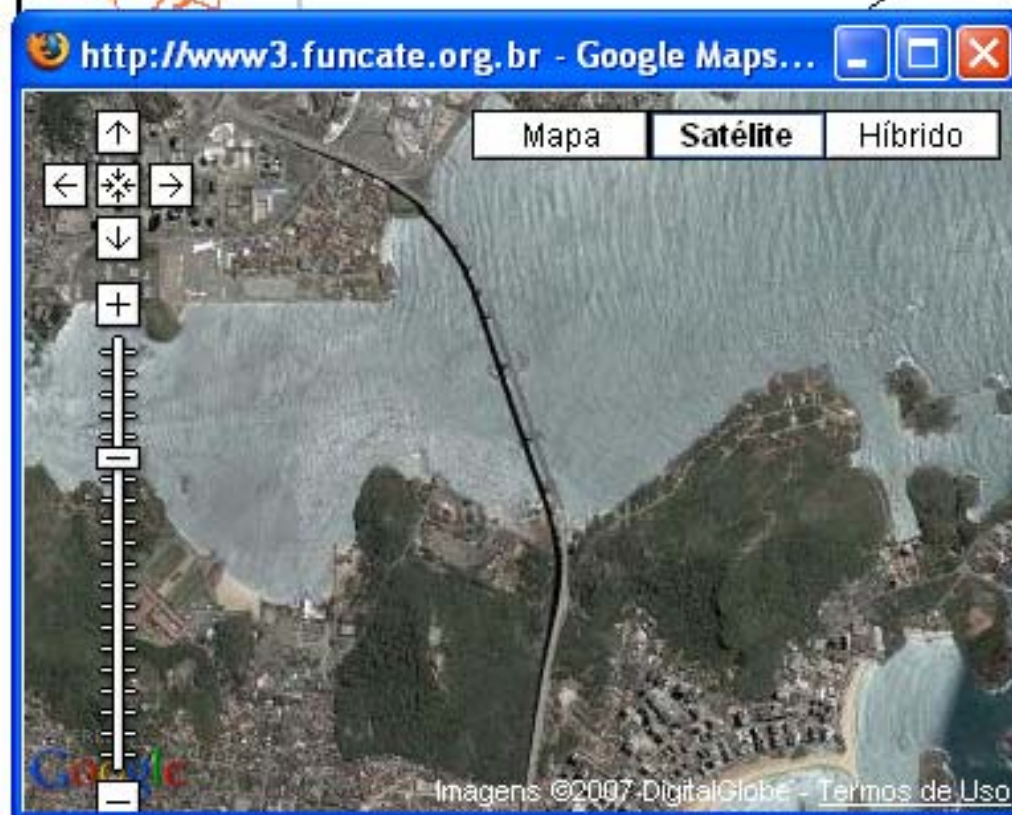 http://www3.funcate.org.br - Google Maps...
Mapa Satélite Híbrido
Google
Imagens ©2007 DigitalGlobe - Termos de Uso